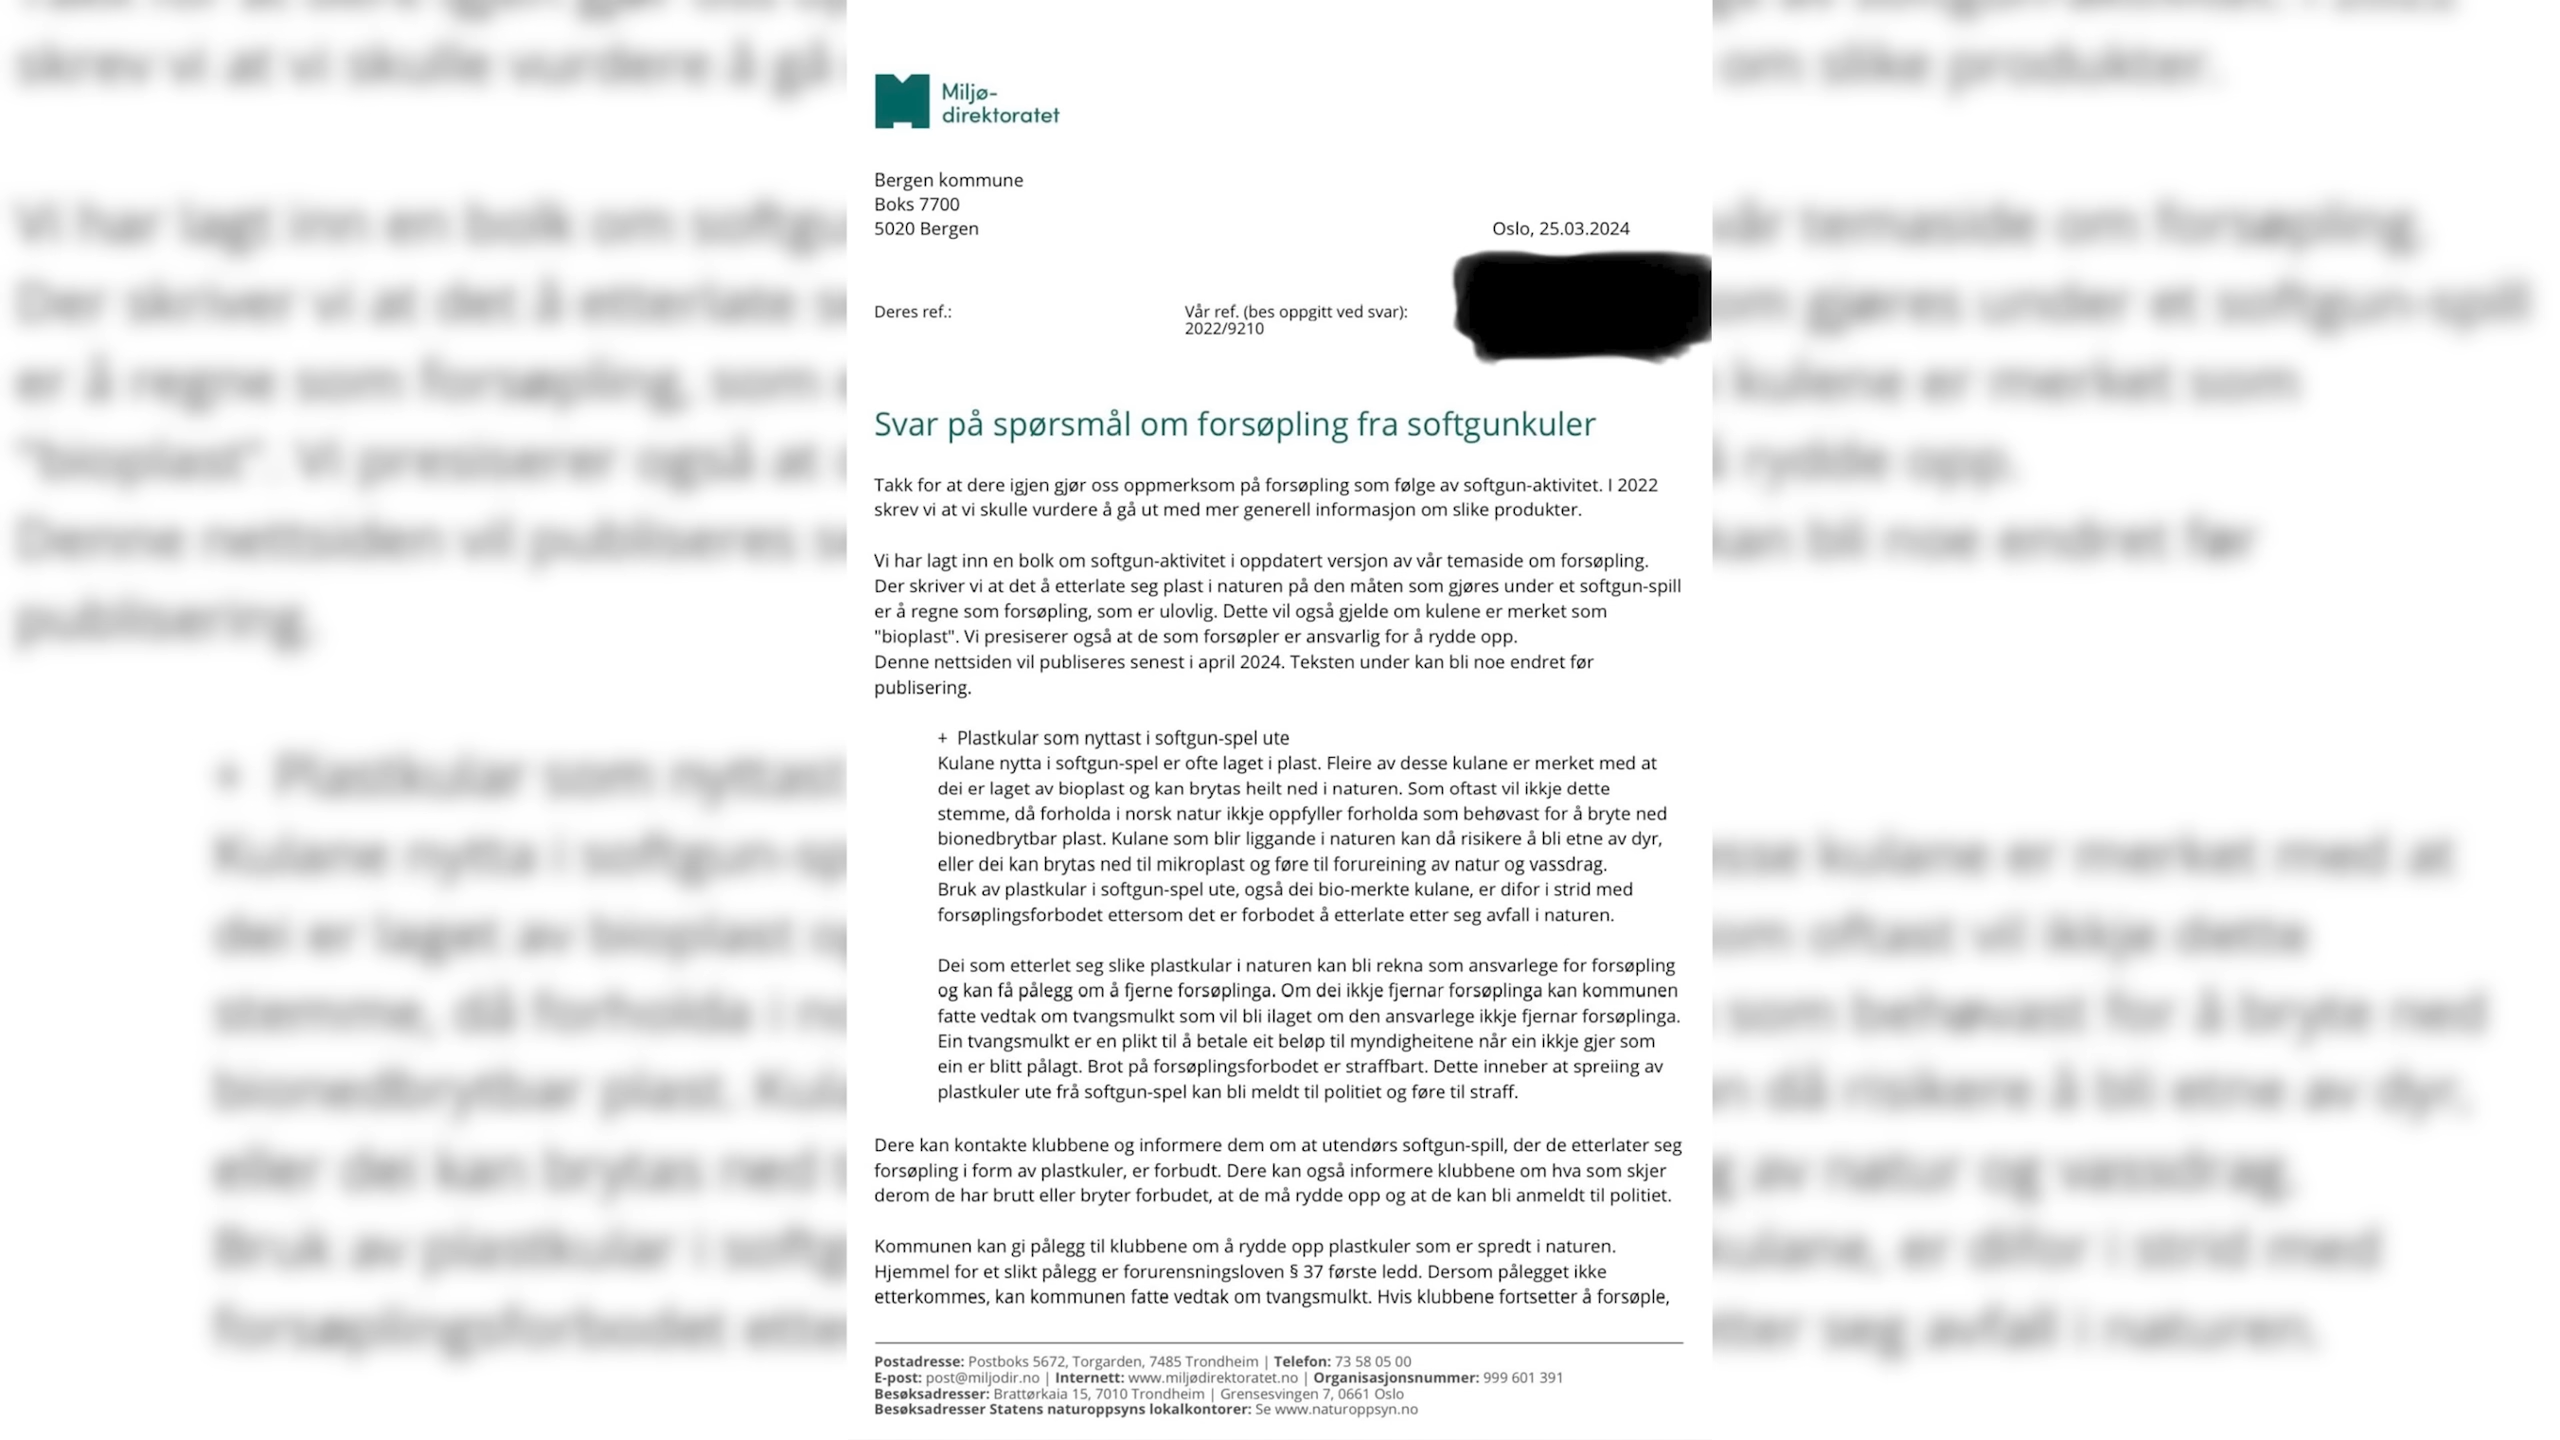 Miljø-
direktoratet
Bergen kommune
Boks 7700
5020 Bergen
Oslo, 25.03.2024
Deres ref.:
Vår ref. (bes oppgitt ved svar):
2022/9210
Svar på spørsmål om forsøpling fra softgunkuler
Takk for at dere igjen gjør oss oppmerksom på forsøpling som følge av softgun-aktivitet. I 2022
skrev vi at vi skulle vurdere å gå ut med mer generell informasjon om slike produkter.
Vi har lagt inn en bolk om softgun-aktivitet i oppdatert versjon av vår temaside om forsøpling.
Der skriver vi at det å etterlate seg plast i naturen på den måten som gjøres under et softgun-spill
er å regne som forsøpling, som er ulovlig. Dette vil også gjelde om kulene er merket som
"bioplast". Vi presiserer også at de som forsøpler er ansvarlig for å rydde opp.
Denne nettsiden vil publiseres senest i april 2024. Teksten under kan bli noe endret før
publisering.
+ Plastkular som nyttast i softgun-spel ute
Kulane nytta i softgun-spel er ofte laget i plast. Fleire av desse kulane er merket med at
dei er laget av bioplast og kan brytas heilt ned i naturen. Som oftast vil ikkje dette
stemme, då forholda i norsk natur ikkje oppfyller forholda som behøvast for å bryte ned
bionedbrytbar plast. Kulane som blir liggande i naturen kan då risikere å bli etne av dyr,
eller dei kan brytas ned til mikroplast og føre til forureining av natur og vassdrag.
Bruk av plastkular i softgun-spel ute, også dei bio-merkte kulane, er difor i strid med
forsøplingsforbodet ettersom det er forbodet å etterlate etter seg avfall i naturen.
Dei som etterlet seg slike plastkular i naturen kan bli rekna som ansvarlege for forsøpling
og kan få pålegg om å fjerne forsøplinga. Om dei ikkje fjernar forsøplinga kan kommunen
fatte vedtak om tvangsmulkt som vil bli ilaget om den ansvarlege ikkje fjernar forsøplinga.
Ein tvangsmulkt er en plikt til å betale eit beløp til myndigheitene når ein ikkje gjer som
ein er blitt pålagt. Brot på forsøplingsforbodet er straffbart. Dette inneber at spreiing av
plastkuler ute frå softgun-spel kan bli meldt til politiet og føre til straff.
Dere kan kontakte klubbene og informere dem om at utendørs softgun-spill, der de etterlater seg
forsøpling i form av plastkuler, er forbudt. Dere kan også informere klubbene om hva som skjer
derom de har brutt eller bryter forbudet, at de må rydde opp og at de kan bli anmeldt til politiet.
Kommunen kan gi pålegg til klubbene om å rydde opp plastkuler som er spredt i naturen.
Hjemmel for et slikt pålegg er forurensningsloven § 37 første ledd. Dersom pålegget ikke
etterkommes, kan kommunen fatte vedtak om tvangsmulkt. Hvis klubbene fortsetter å forsøple,
Postadresse: Postboks 5672, Torgarden, 7485 Trondheim | Telefon: 73 58 05 00
E-post: post@miljodir.no | Internett: www.miljødirektoratet.no | Organisasjonsnummer: 999 601 391
Besøksadresser: Brattørkaia 15, 7010 Trondheim | Grensesvingen 7, 0661 Oslo
Besøksadresser Statens naturoppsyns lokalkontorer: Se www.naturoppsyn.no